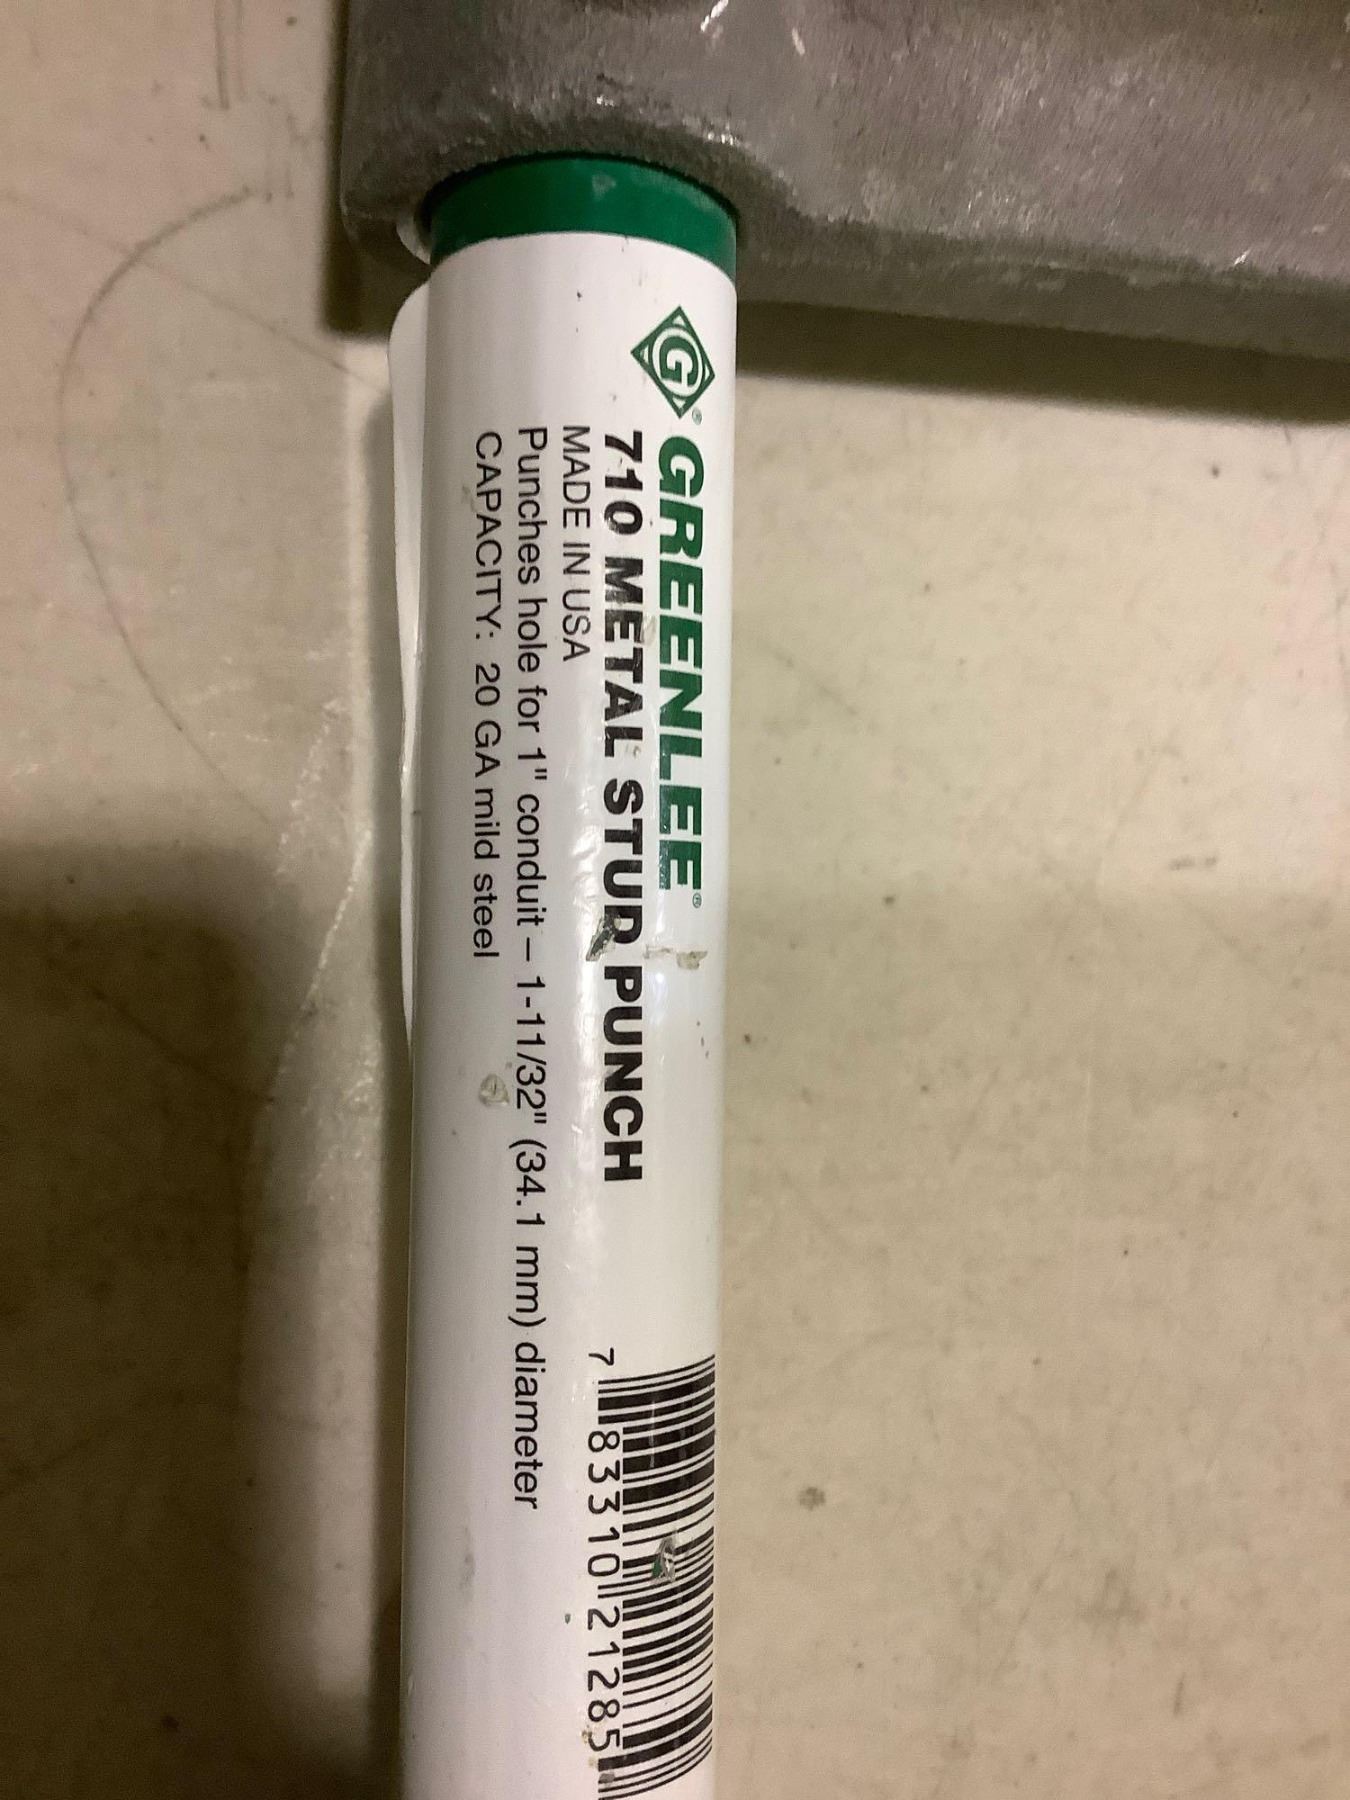 G® GREENLEE®
710 METAL STUD PUNCH
MADE IN USA
Punches hole for 1" conduit – 1-11/32" (34.1 mm) diameter
CAPACITY: 20 GA mild steel
7 83310 21285